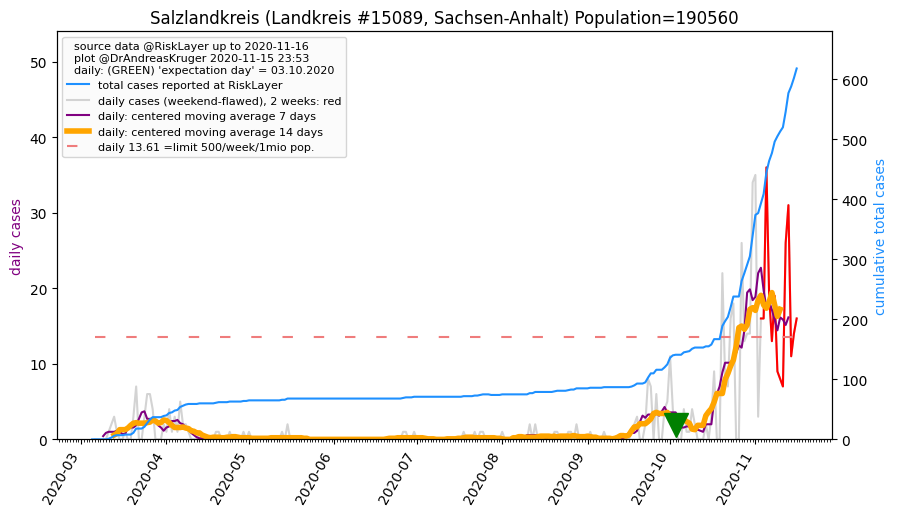 Salzlandkreis (Landkreis #15089, Sachsen-Anhalt) Population=190560
source data @RiskLayer up to 2020-11-16
plot @DrAndreasKruger 2020-11-15 23:53
daily: (GREEN) 'expectation day' = 03.10.2020
total cases reported at RiskLayer
daily cases (weekend-flawed), 2 weeks: red
daily: centered moving average 7 days
daily: centered moving average 14 days
daily 13.61 =limit 500/week/1mio pop.
daily cases
50
40
30
20
10
0
cumulative total cases
600
500
400
300
200
100
0
2020-03
2020-04
2020-05
2020-06
2020-07
2020-08
2020-09
2020-10
2020-11